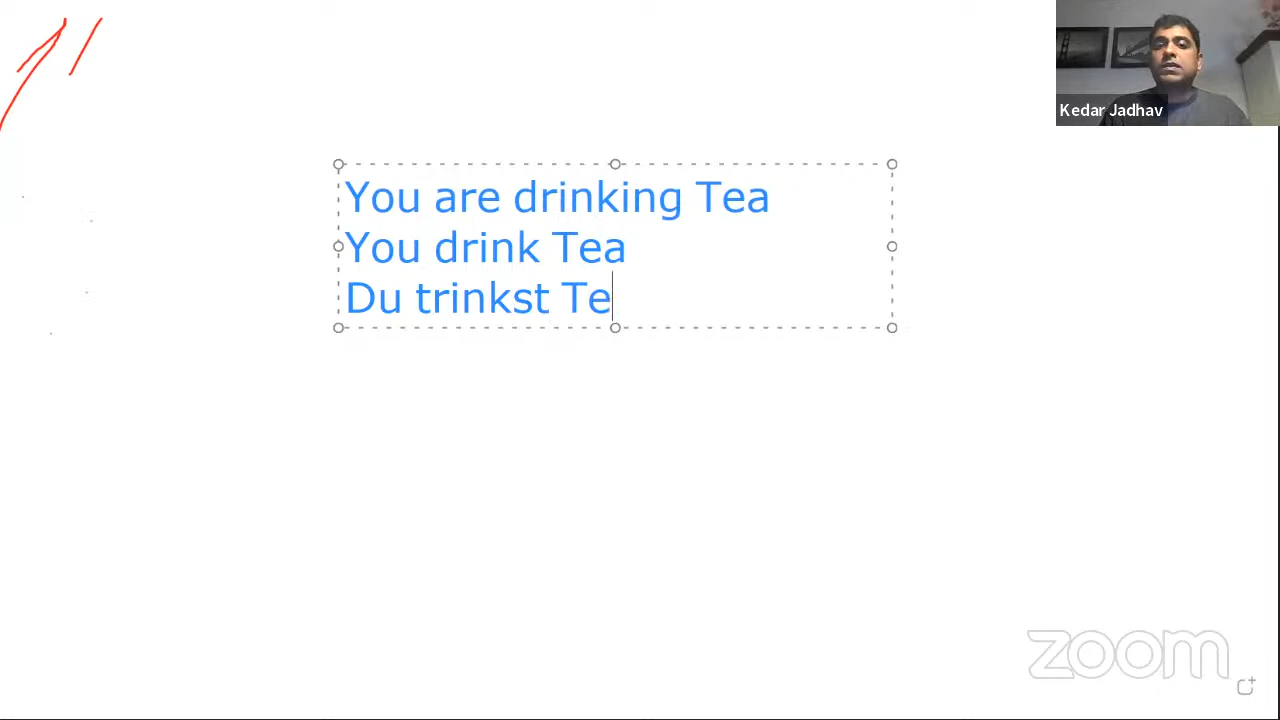 Kedar Jadhav
You are drinking Tea
You drink Tea
Du trinkst Te
zoom